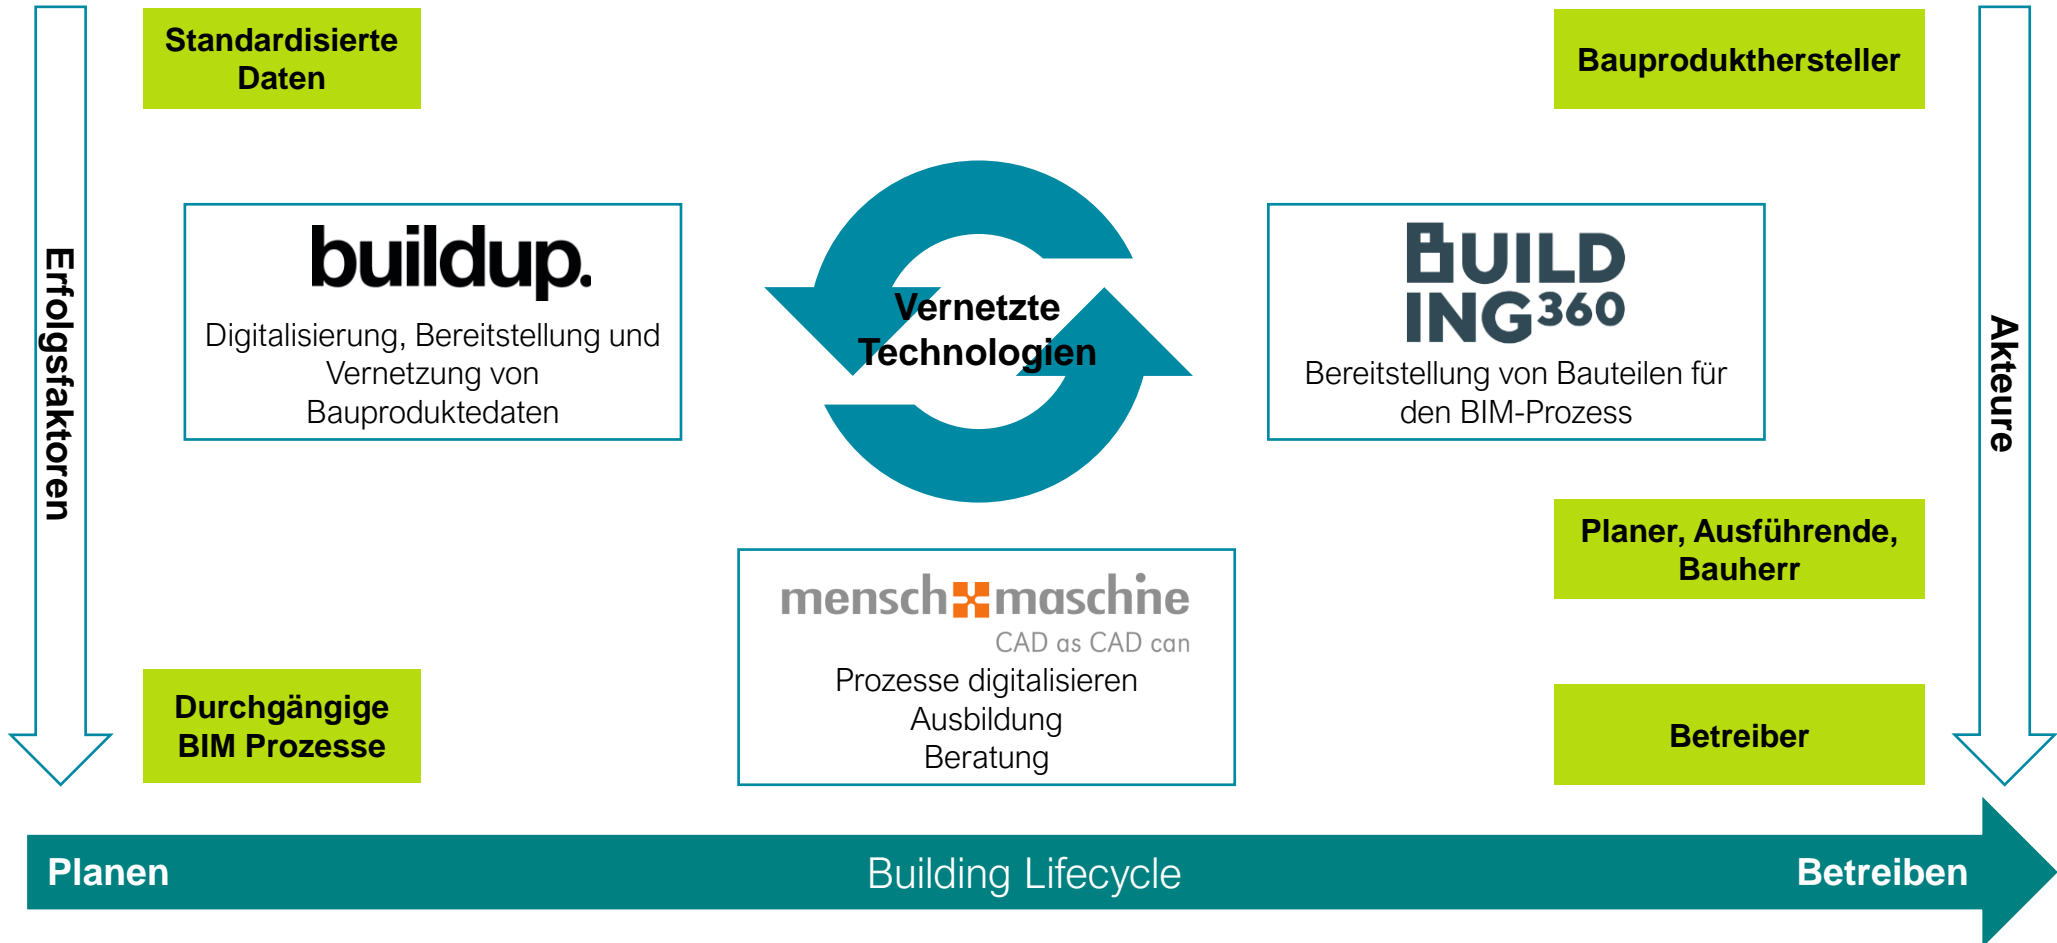 Standardisierte
Daten
Bauprodukthersteller
Erfolgsfaktoren
buildup.
Digitalisierung, Bereitstellung und
Vernetzung von
Bauproduktedaten
Vernetzte
Technologien
BUILD
ING360
Bereitstellung von Bauteilen für
den BIM-Prozess
Akteure
Planer, Ausführende,
Bauherr
mensch maschine
CAD as CAD can
Prozesse digitalisieren
Ausbildung
Beratung
Durchgängige
BIM Prozesse
Betreiber
Planen
Building Lifecycle
Betreiben